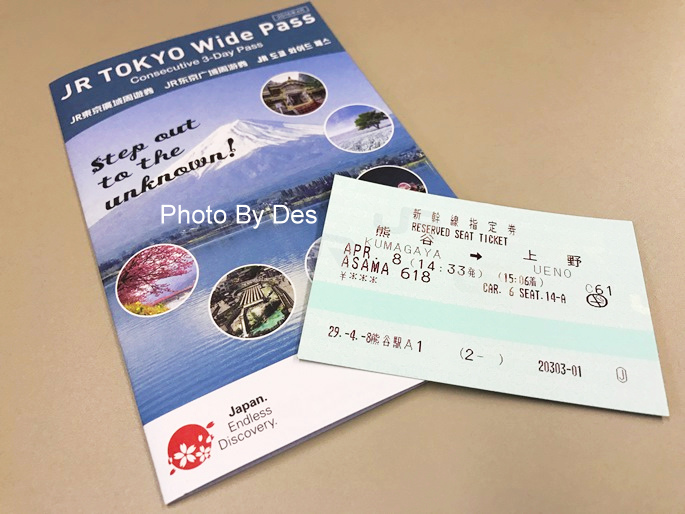 JR TOKYO Wide Pass
Consecutive 3-Day Pass
JR東京廣域周遊券 JR东京广域周游券 JR 도쿄 와이드 패스
Step out
to the
unknown!
Photo By Des
Japan.
Endless
Discovery.
新幹線指定券
RESERVED SEAT TICKET
熊谷 → 上野
KUMAGAYA UENO
APR. 8 (14:33発) (15:06着) C61
ASAMA 618 CAR. 6 SEAT.14-A
¥***
29.-4.-8熊谷駅A1 (2- ) 20303-01